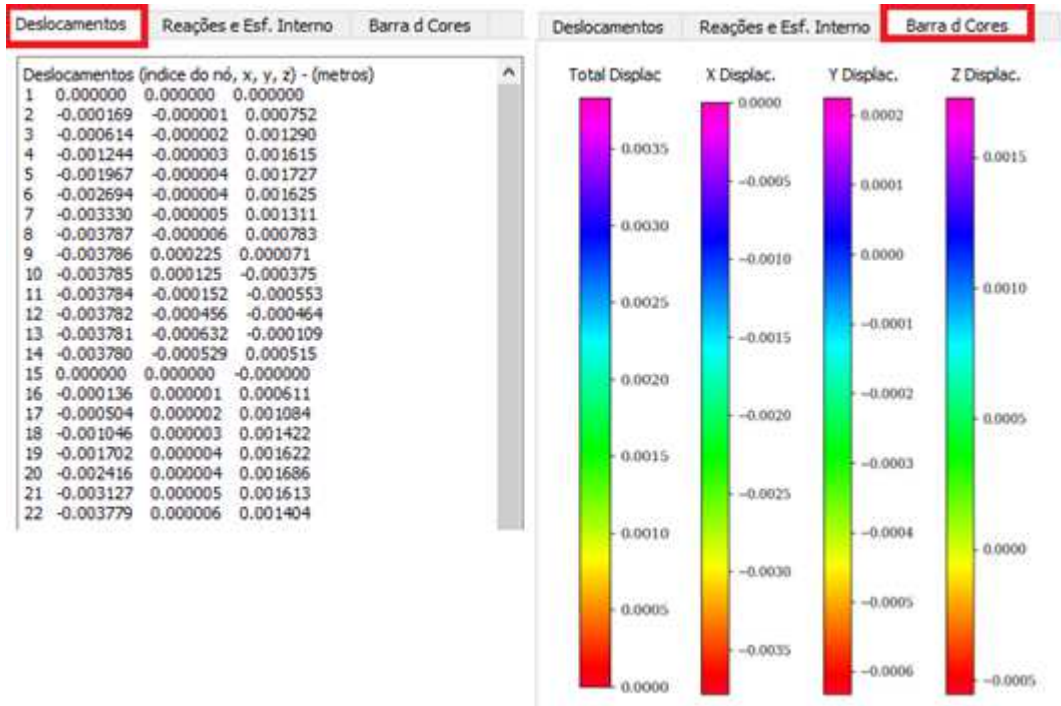 Deslocamentos Reações e Esf. Interno Barra d Cores
Deslocamentos (indice do nó, x, y, z) - (metros)
1 0.000000 0.000000 0.000000
2 -0.000169 -0.000001 0.000752
3 -0.000614 -0.000002 0.001290
4 -0.001244 -0.000003 0.001615
5 -0.001967 -0.000004 0.001727
6 -0.002694 -0.000004 0.001625
7 -0.003330 -0.000005 0.001311
8 -0.003787 -0.000006 0.000783
9 -0.003786 0.000225 0.000071
10 -0.003785 0.000125 -0.000375
11 -0.003784 -0.000152 -0.000553
12 -0.003782 -0.000456 -0.000464
13 -0.003781 -0.000632 -0.000109
14 -0.003780 -0.000529 0.000515
15 0.000000 0.000000 -0.000000
16 -0.000136 0.000001 0.000611
17 -0.000504 0.000002 0.001084
18 -0.001046 0.000003 0.001422
19 -0.001702 0.000004 0.001622
20 -0.002416 0.000004 0.001686
21 -0.003127 0.000005 0.001613
22 -0.003779 0.000006 0.001404
Deslocamentos Reações e Esf. Interno Barra d Cores
Total Displac
0.0035
0.0030
0.0025
0.0020
0.0015
0.0010
0.0005
0.0000
X Displac.
0.0000
-0.0005
-0.0010
-0.0015
-0.0020
-0.0025
-0.0030
-0.0035
Y Displac.
0.0002
0.0001
0.0000
-0.0001
-0.0002
-0.0003
-0.0004
-0.0005
-0.0006
Z Displac.
0.0015
0.0010
0.0005
0.0000
-0.0005